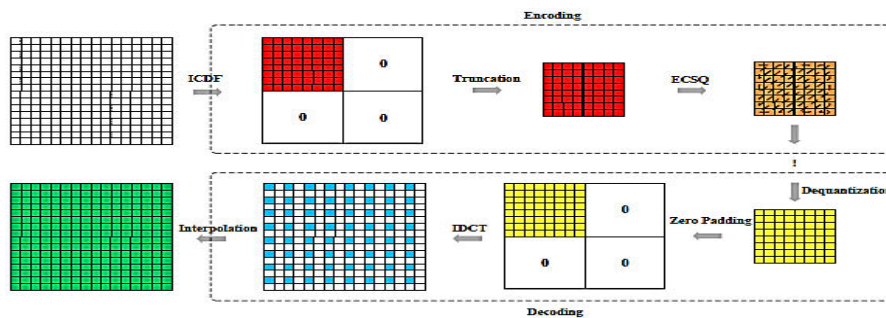 Encoding
ICDF
0
Truncation
ECSQ
0
0
!
Dequantization
Zero Padding
0
IDCT
Interpolation
0
0
Decoding